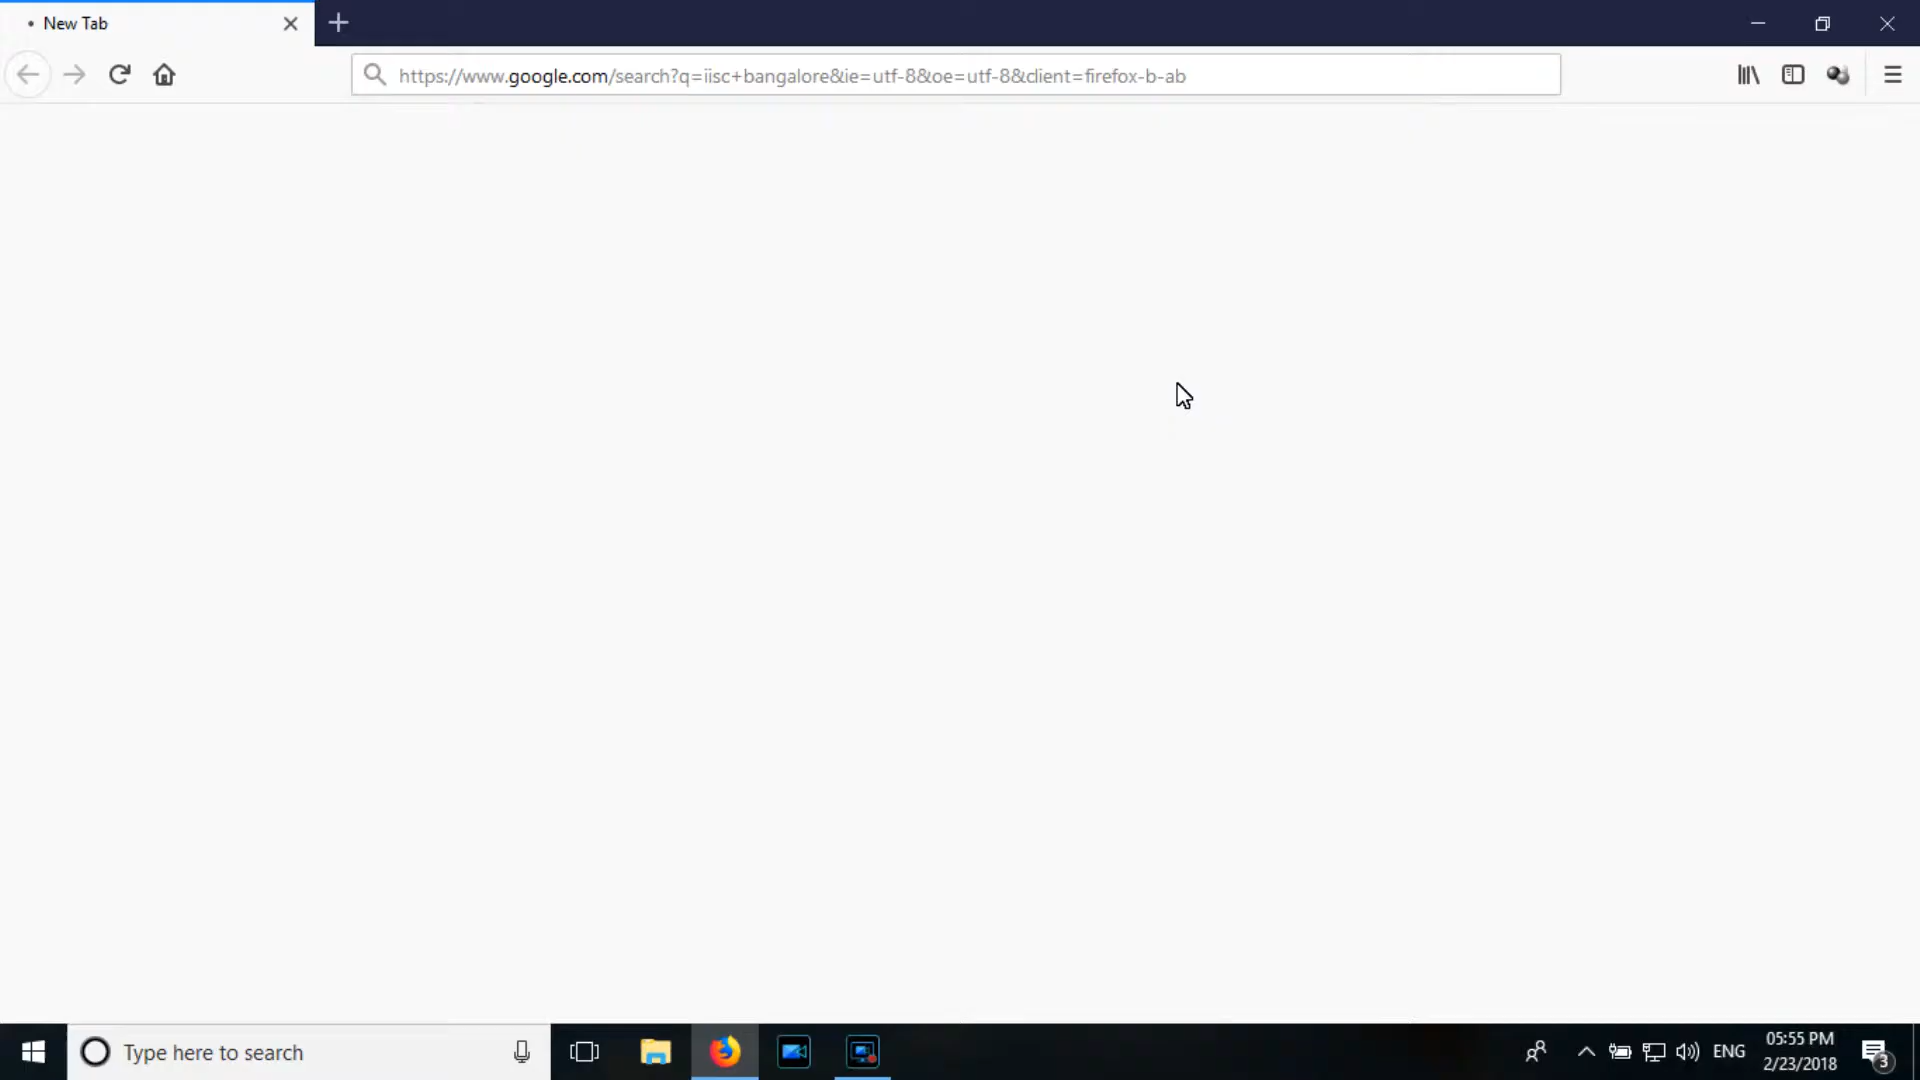 New Tab
https://www.google.com/search?q=iisc+bangalore&ie=utf-8&oe=utf-8&client=firefox-b-ab
Type here to search
ENG
05:55 PM
2/23/2018
3